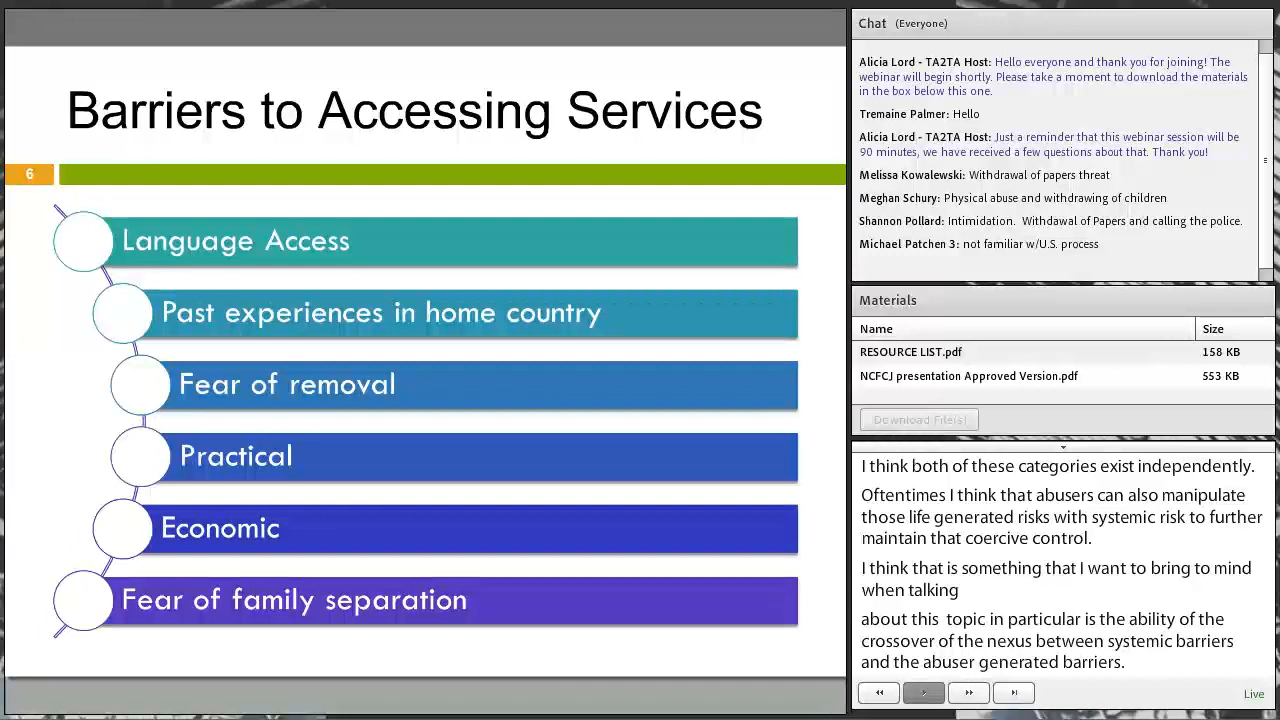 Barriers to Accessing Services
6
Language Access
Past experiences in home country
Fear of removal
Practical
Economic
Fear of family separation
Chat (Everyone)
Alicia Lord - TA2TA Host: Hello everyone and thank you for joining! The
webinar will begin shortly. Please take a moment to download the materials
in the box below this one.
Tremaine Palmer: Hello
Alicia Lord - TA2TA Host: Just a reminder that this webinar session will be
90 minutes, we have received a few questions about that. Thank you!
Melissa Kowalewski: Withdrawal of papers threat
Meghan Schury: Physical abuse and withdrawing of children
Shannon Pollard: Intimidation. Withdawal of Papers and calling the police.
Michael Patchen 3: not familiar w/U.S. process
Materials
Name Size
RESOURCE LIST.pdf 158 KB
NCFCJ presentation Approved Version.pdf 553 KB
Download File(s)
I think both of these categories exist independently.
Oftentimes I think that abusers can also manipulate
those life generated risks with systemic risk to further
maintain that coercive control.
I think that is something that I want to bring to mind
when talking
about this topic in particular is the ability of the
crossover of the nexus between systemic barriers
and the abuser generated barriers.
Live